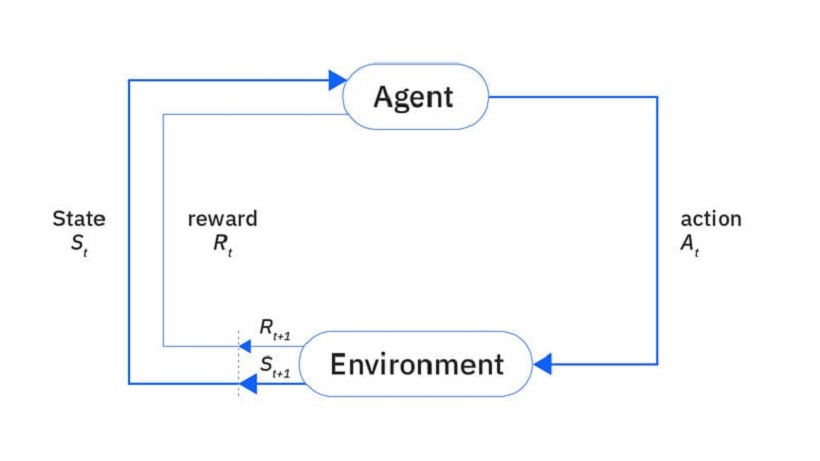 Agent
State
S_t
reward
R_t
action
A_t
R_t+1
S_t+1
Environment